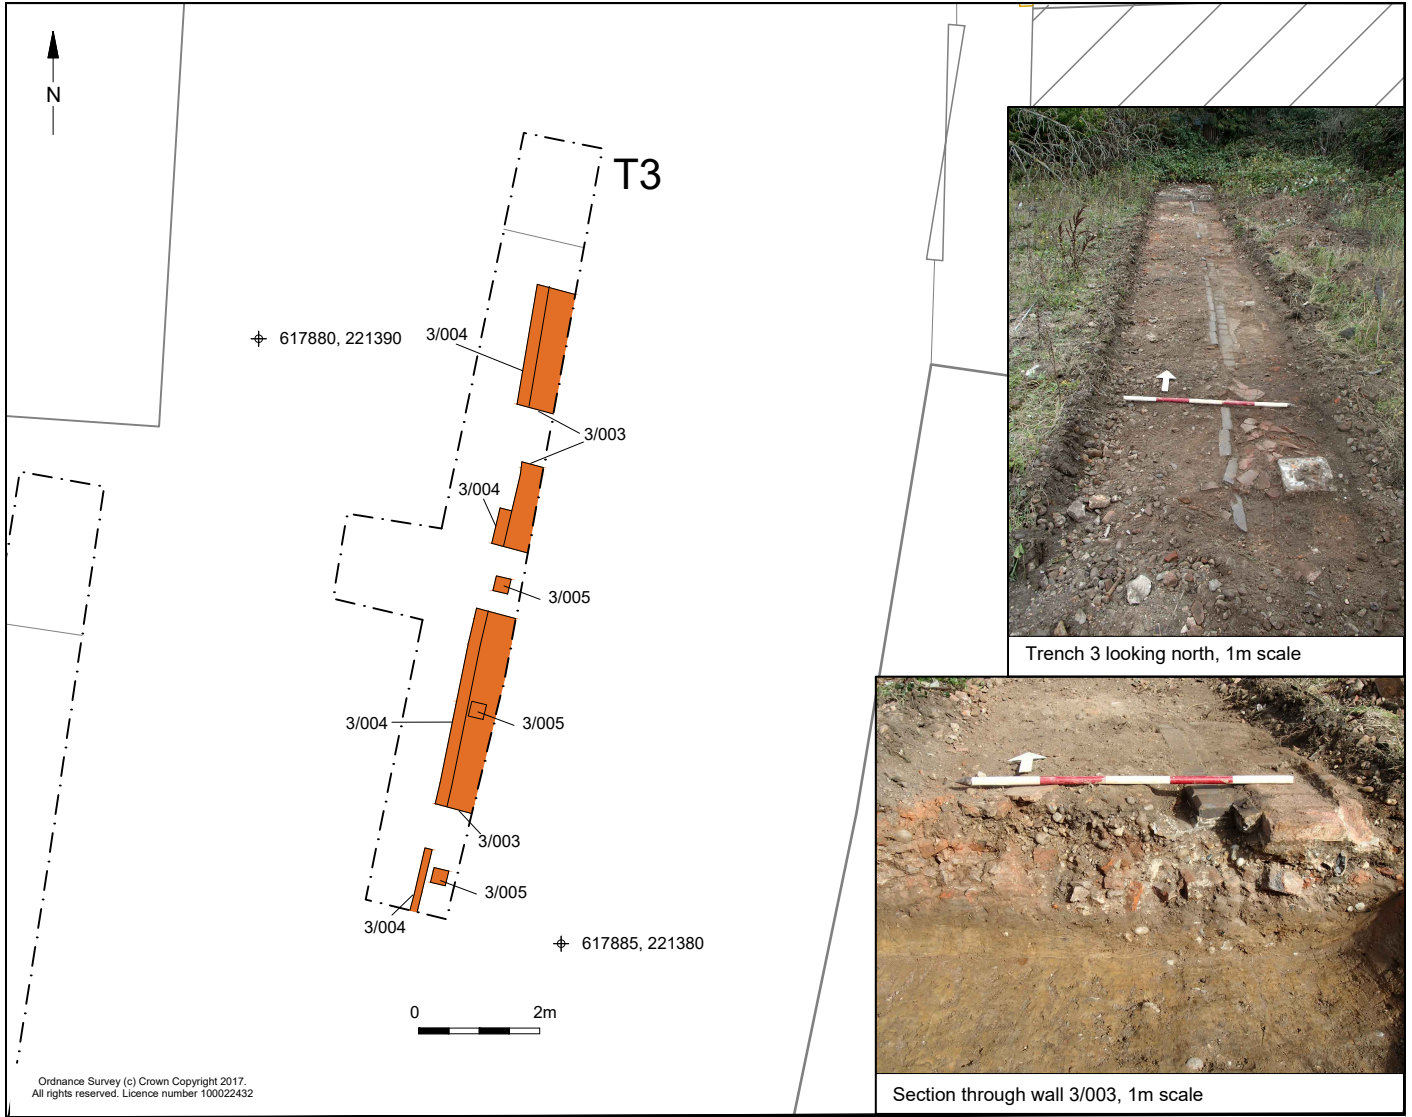 N
T3
617880, 221390
3/004
3/003
3/004
3/005
3/004
3/005
3/003
3/005
3/004
617885, 221380
0 2m
Ordnance Survey (c) Crown Copyright 2017.
All rights reserved. Licence number 100022432
Trench 3 looking north, 1m scale
Section through wall 3/003, 1m scale